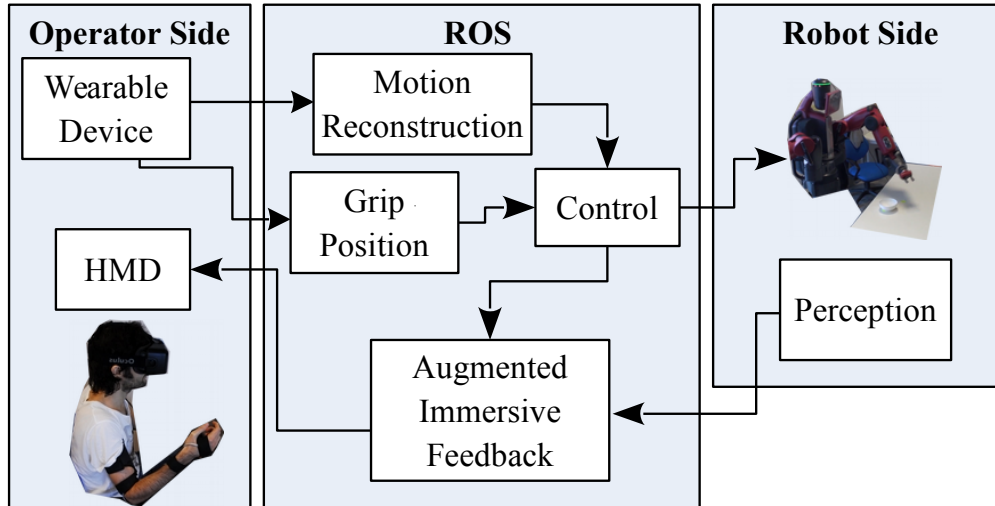 Operator Side
ROS
Robot Side
Wearable
Device
Motion
Reconstruction
Grip
Position
Control
HMD
Perception
Augmented
Immersive
Feedback